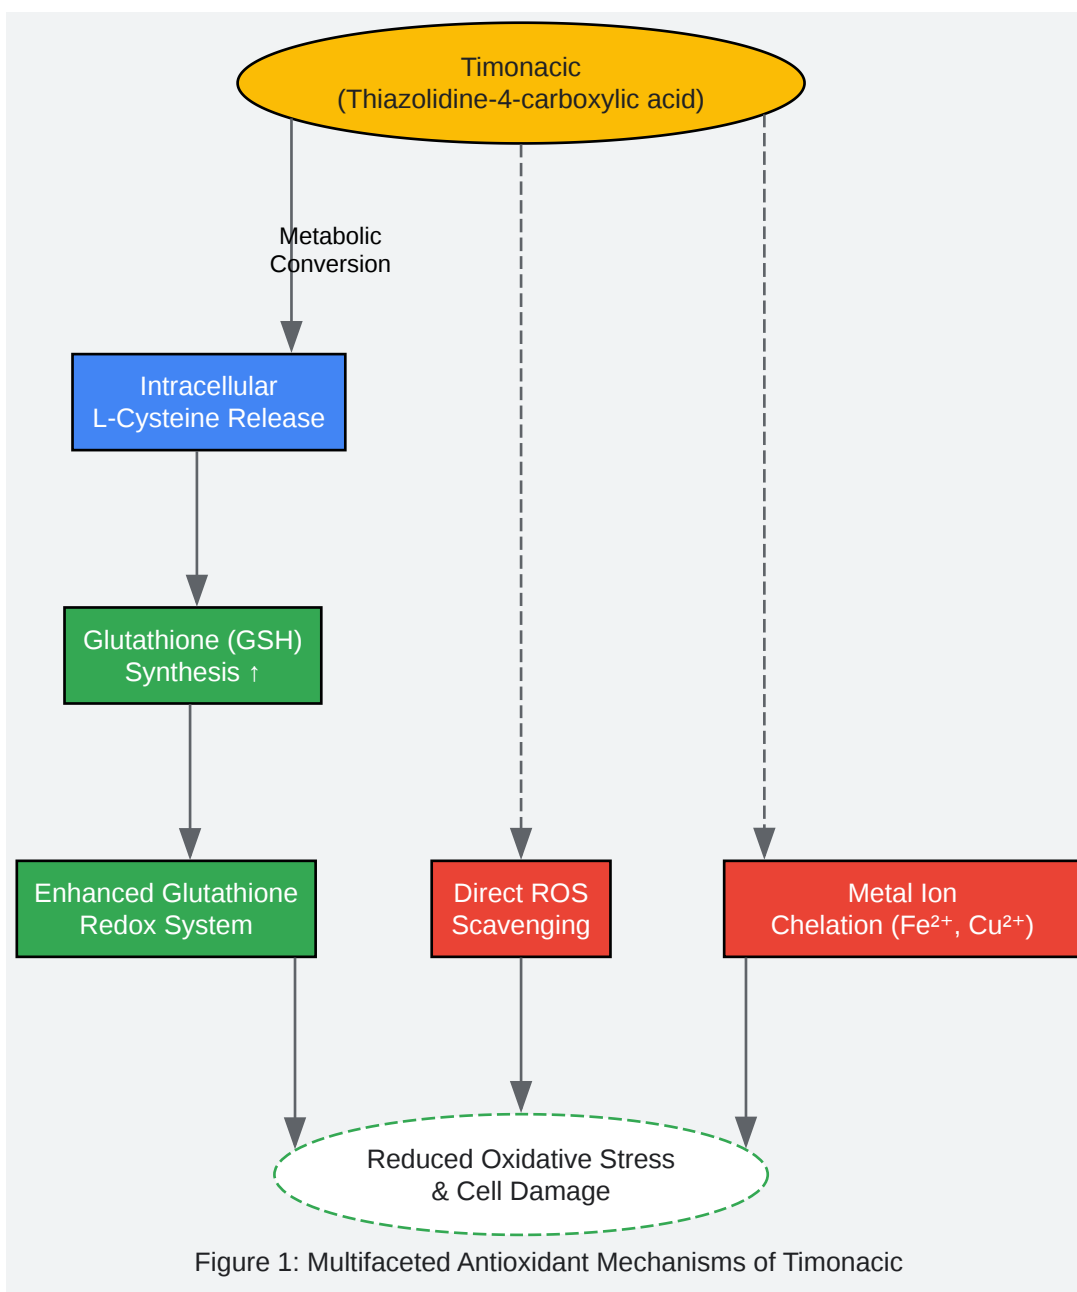 Timonacic
(Thiazolidine-4-carboxylic acid)
Metabolic
Conversion
Intracellular
L-Cysteine Release
Glutathione (GSH)
Synthesis ↑
Enhanced Glutathione
Redox System
Direct ROS
Scavenging
Metal Ion
Chelation (Fe²⁺, Cu²⁺)
Reduced Oxidative Stress
& Cell Damage
Figure 1: Multifaceted Antioxidant Mechanisms of Timonacic